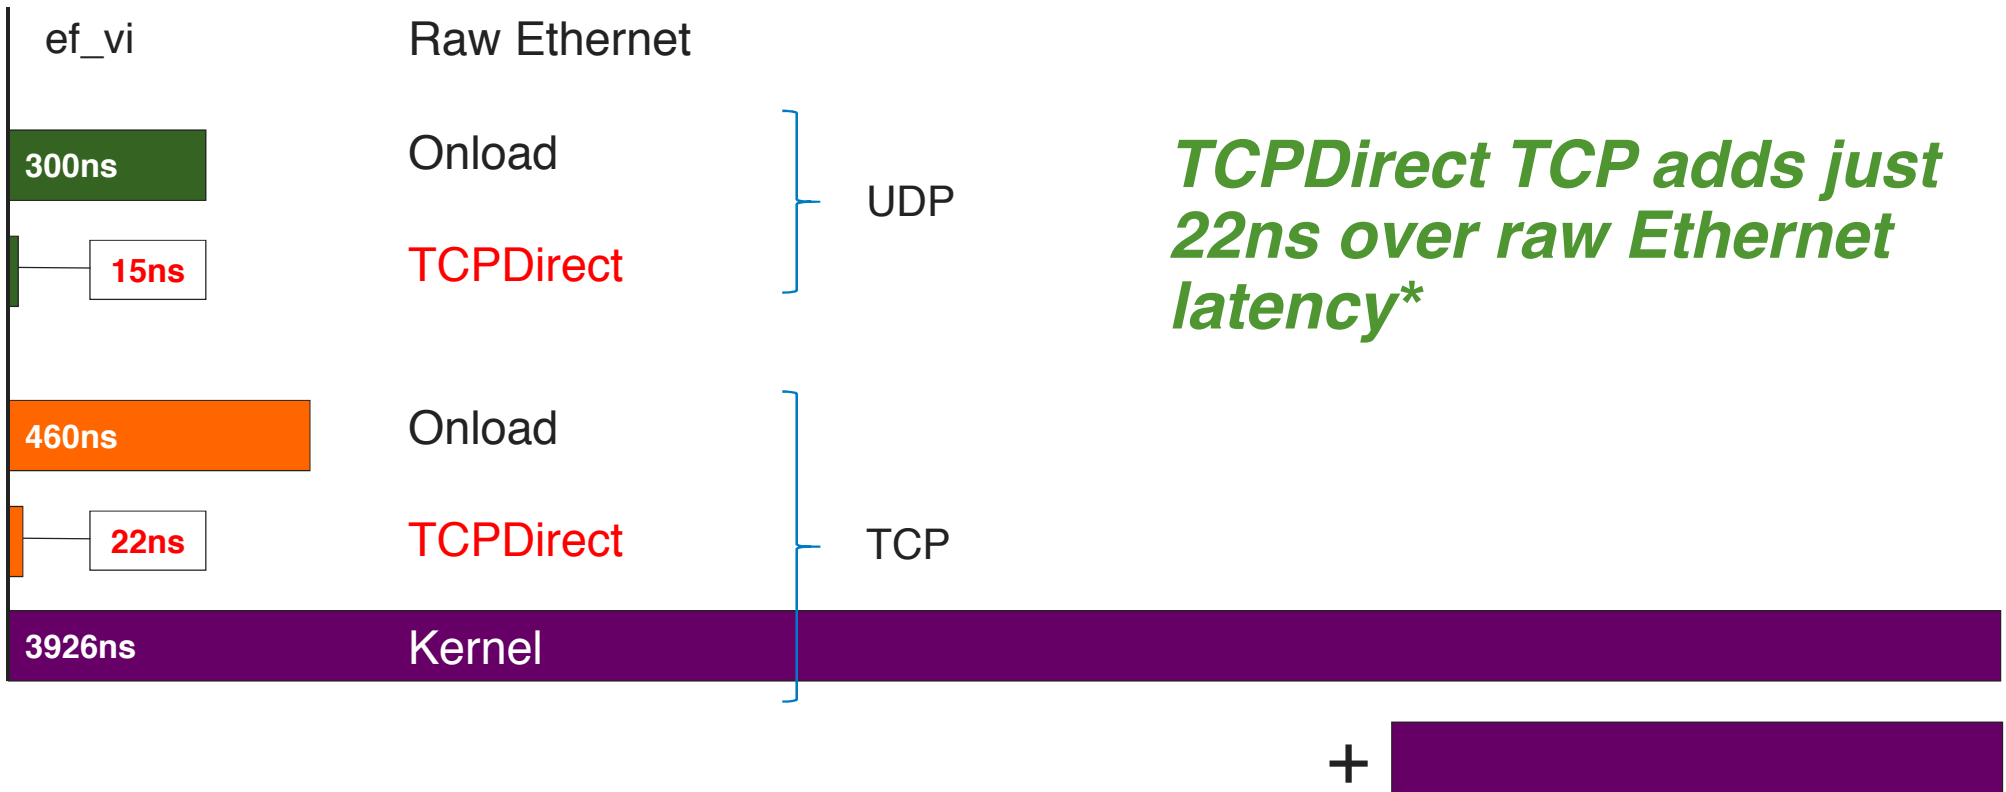 ef_vi Raw Ethernet
300ns Onload
15ns TCPDirect
UDP
TCPDirect TCP adds just
22ns over raw Ethernet
latency*
460ns Onload
22ns TCPDirect
TCP
3926ns Kernel
+